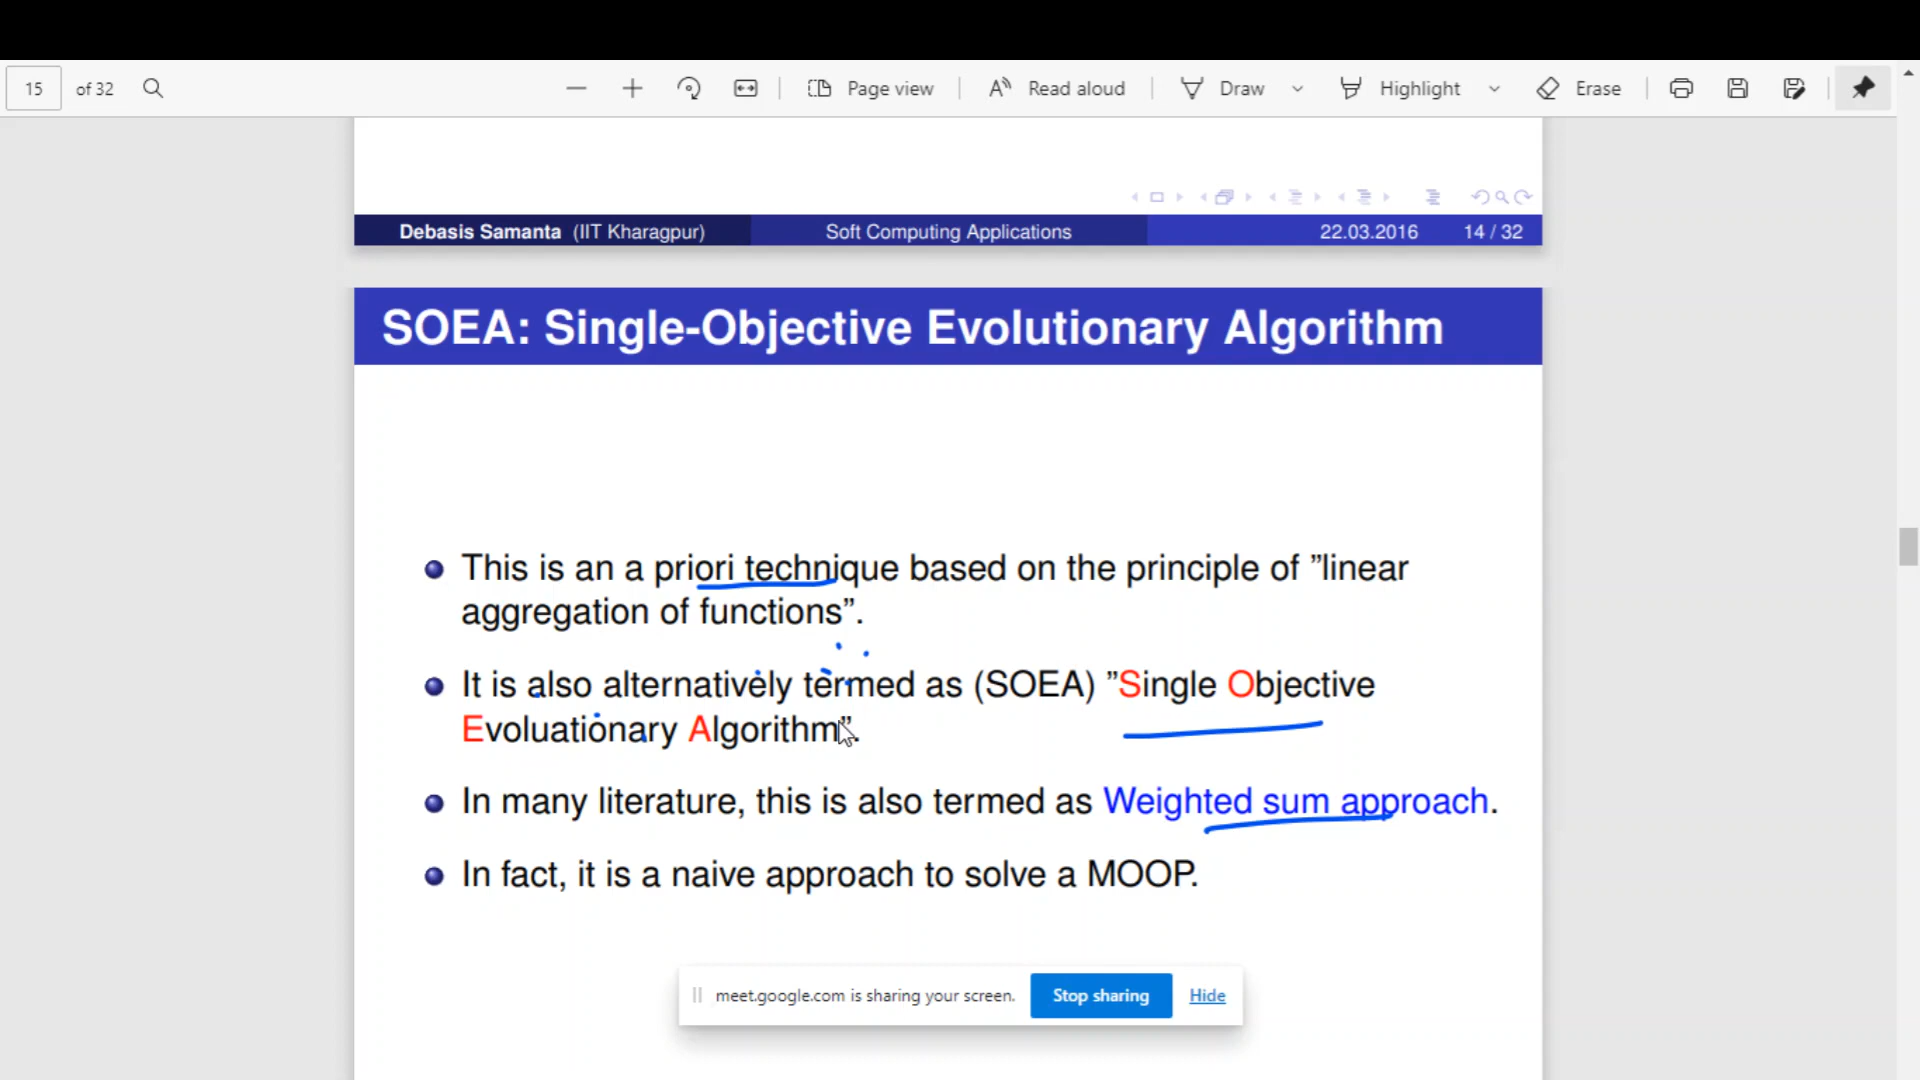 15 of 32 Page view Read aloud Draw Highlight Erase
Debasis Samanta (IIT Kharagpur) Soft Computing Applications 22.03.2016 14 / 32
SOEA: Single-Objective Evolutionary Algorithm
This is an a priori technique based on the principle of ”linear
aggregation of functions”.
It is also alternatively termed as (SOEA) ”Single Objective
Evoluationary Algorithm”.
In many literature, this is also termed as Weighted sum approach.
In fact, it is a naive approach to solve a MOOP.
meet.google.com is sharing your screen. Stop sharing Hide